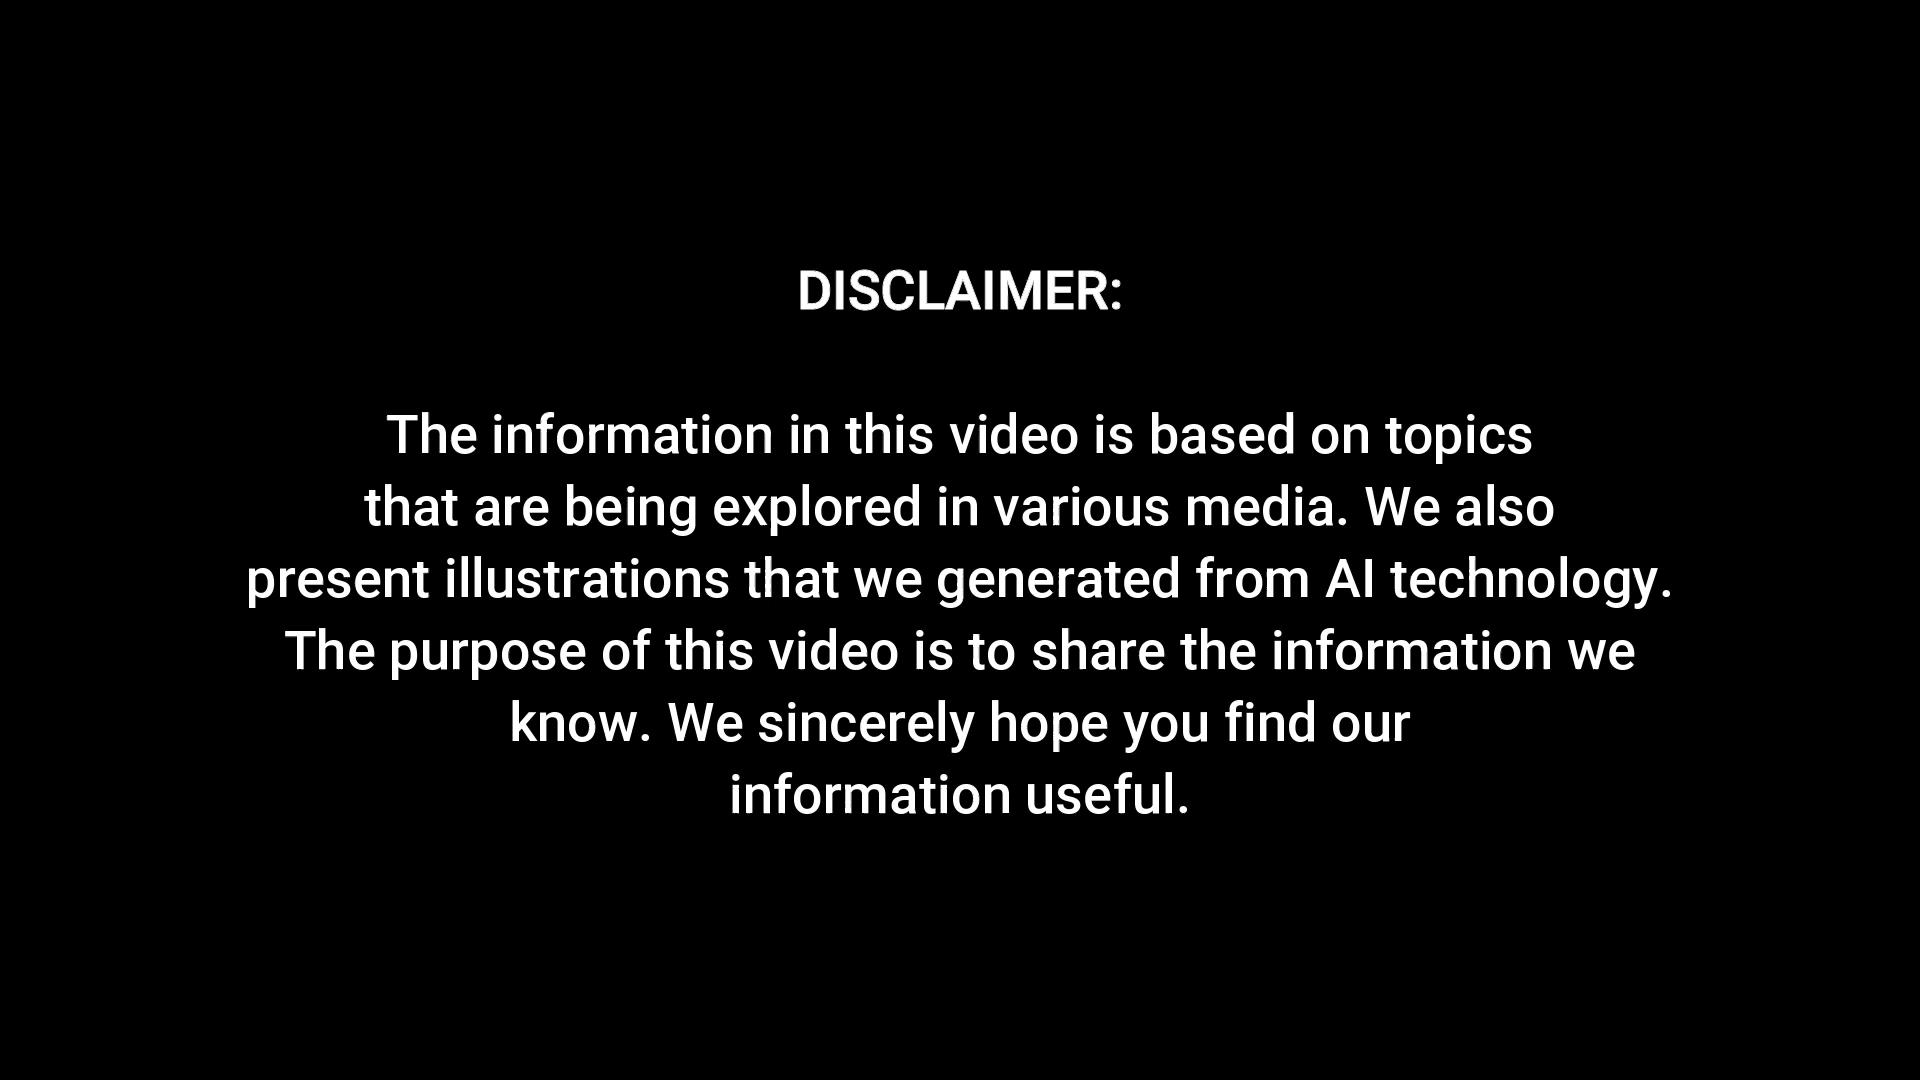 DISCLAIMER:
The information in this video is based on topics
that are being explored in various media. We also
present illustrations that we generated from AI technology.
The purpose of this video is to share the information we
know. We sincerely hope you find our
information useful.